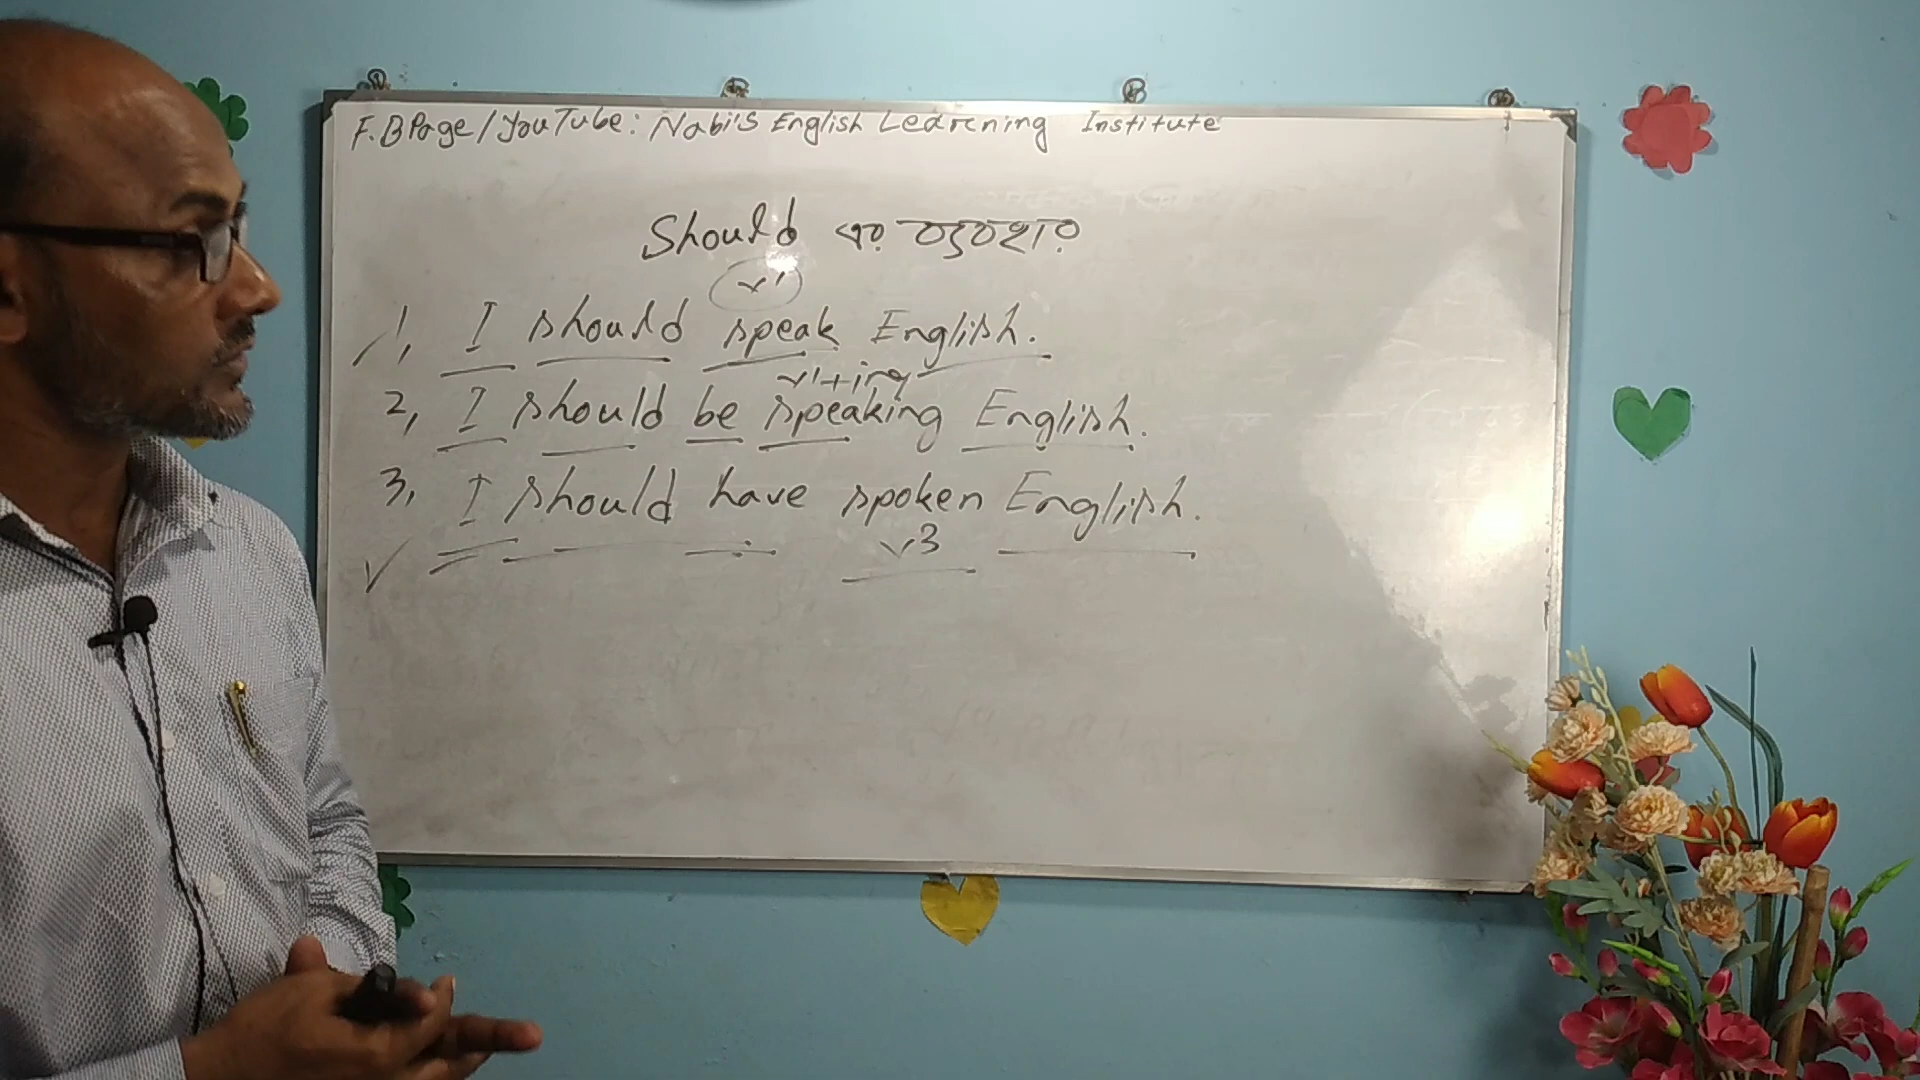 F.B Page/YouTube: Nabi's English Learning Institute
Should এর ব্যবহার
v1
1, I should speak English.
v1+ing
2, I should be speaking English.
3, I should have spoken English.
v3